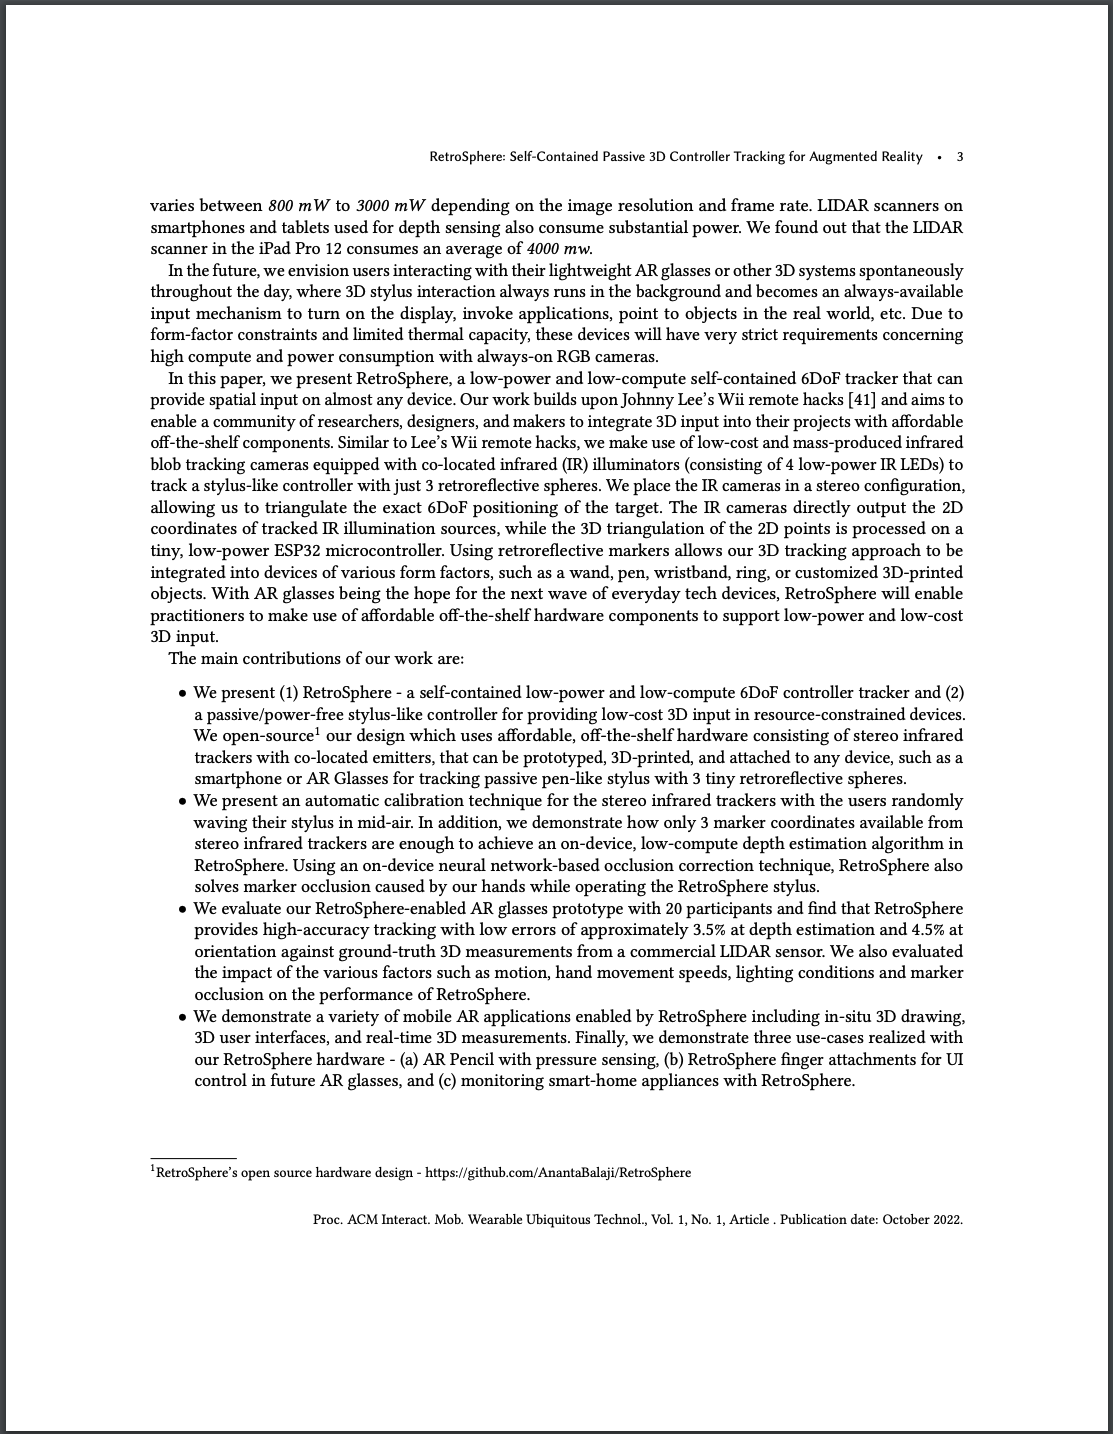 RetroSphere: Self-Contained Passive 3D Controller Tracking for Augmented Reality • 3
varies between 800 mW to 3000 mW depending on the image resolution and frame rate. LIDAR scanners on
smartphones and tablets used for depth sensing also consume substantial power. We found out that the LIDAR
scanner in the iPad Pro 12 consumes an average of 4000 mw.
In the future, we envision users interacting with their lightweight AR glasses or other 3D systems spontaneously
throughout the day, where 3D stylus interaction always runs in the background and becomes an always-available
input mechanism to turn on the display, invoke applications, point to objects in the real world, etc. Due to
form-factor constraints and limited thermal capacity, these devices will have very strict requirements concerning
high compute and power consumption with always-on RGB cameras.
In this paper, we present RetroSphere, a low-power and low-compute self-contained 6DoF tracker that can
provide spatial input on almost any device. Our work builds upon Johnny Lee's Wii remote hacks [41] and aims to
enable a community of researchers, designers, and makers to integrate 3D input into their projects with affordable
off-the-shelf components. Similar to Lee's Wii remote hacks, we make use of low-cost and mass-produced infrared
blob tracking cameras equipped with co-located infrared (IR) illuminators (consisting of 4 low-power IR LEDs) to
track a stylus-like controller with just 3 retroreflective spheres. We place the IR cameras in a stereo configuration,
allowing us to triangulate the exact 6DoF positioning of the target. The IR cameras directly output the 2D
coordinates of tracked IR illumination sources, while the 3D triangulation of the 2D points is processed on a
tiny, low-power ESP32 microcontroller. Using retroreflective markers allows our 3D tracking approach to be
integrated into devices of various form factors, such as a wand, pen, wristband, ring, or customized 3D-printed
objects. With AR glasses being the hope for the next wave of everyday tech devices, RetroSphere will enable
practitioners to make use of affordable off-the-shelf hardware components to support low-power and low-cost
3D input.
The main contributions of our work are:
• We present (1) RetroSphere - a self-contained low-power and low-compute 6DoF controller tracker and (2)
a passive/power-free stylus-like controller for providing low-cost 3D input in resource-constrained devices.
We open-source¹ our design which uses affordable, off-the-shelf hardware consisting of stereo infrared
trackers with co-located emitters, that can be prototyped, 3D-printed, and attached to any device, such as a
smartphone or AR Glasses for tracking passive pen-like stylus with 3 tiny retroreflective spheres.
• We present an automatic calibration technique for the stereo infrared trackers with the users randomly
waving their stylus in mid-air. In addition, we demonstrate how only 3 marker coordinates available from
stereo infrared trackers are enough to achieve an on-device, low-compute depth estimation algorithm in
RetroSphere. Using an on-device neural network-based occlusion correction technique, RetroSphere also
solves marker occlusion caused by our hands while operating the RetroSphere stylus.
• We evaluate our RetroSphere-enabled AR glasses prototype with 20 participants and find that RetroSphere
provides high-accuracy tracking with low errors of approximately 3.5% at depth estimation and 4.5% at
orientation against ground-truth 3D measurements from a commercial LIDAR sensor. We also evaluated
the impact of the various factors such as motion, hand movement speeds, lighting conditions and marker
occlusion on the performance of RetroSphere.
• We demonstrate a variety of mobile AR applications enabled by RetroSphere including in-situ 3D drawing,
3D user interfaces, and real-time 3D measurements. Finally, we demonstrate three use-cases realized with
our RetroSphere hardware - (a) AR Pencil with pressure sensing, (b) RetroSphere finger attachments for UI
control in future AR glasses, and (c) monitoring smart-home appliances with RetroSphere.
¹RetroSphere's open source hardware design - https://github.com/AnantaBalaji/RetroSphere
Proc. ACM Interact. Mob. Wearable Ubiquitous Technol., Vol. 1, No. 1, Article . Publication date: October 2022.